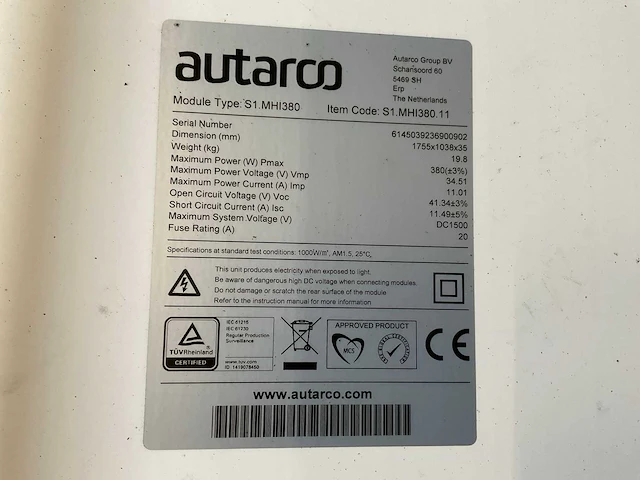 autarco
Autarco Group BV
Schansoord 60
5469 SH
Erp
The Netherlands
Module Type: S1.MHI380 Item Code: S1.MHI380.11
Serial Number 6145039236900902
Dimension (mm) 1755x1038x35
Weight (kg) 19.8
Maximum Power (W) Pmax 380(±3%)
Maximum Power Voltage (V) Vmp 34.51
Maximum Power Current (A) Imp 11.01
Open Circuit Voltage (V) Voc 41.34±3%
Short Circuit Current (A) Isc 11.49±5%
Maximum System Voltage (V) DC1500
Fuse Rating (A) 20
Specifications at standard test conditions: 1000W/m², AM1.5, 25°C,
This unit produces electricity when exposed to light.
Be aware of dangerous high DC voltage when connecting modules.
Do not damage or scratch the rear surface of the module
Refer to the instruction manual for more information
TÜVRheinland
CERTIFIED
IEC 61215
IEC 61730
Regular Production
Surveillance
www.tuv.com
ID: 1419078450
APPROVED PRODUCT
MCS
CE
www.autarco.com